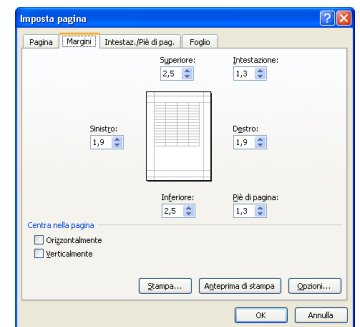 Imposta pagina
Pagina Margini Intestaz./Piè di pag. Foglio
Superiore: Intestazione:
2,5 1,3
Sinistro: Destro:
1,9 1,9
Inferiore: Piè di pagina:
2,5 1,3
Centra nella pagina
Orizzontalmente
Verticalmente
Stampa... Anteprima di stampa Opzioni...
OK Annulla